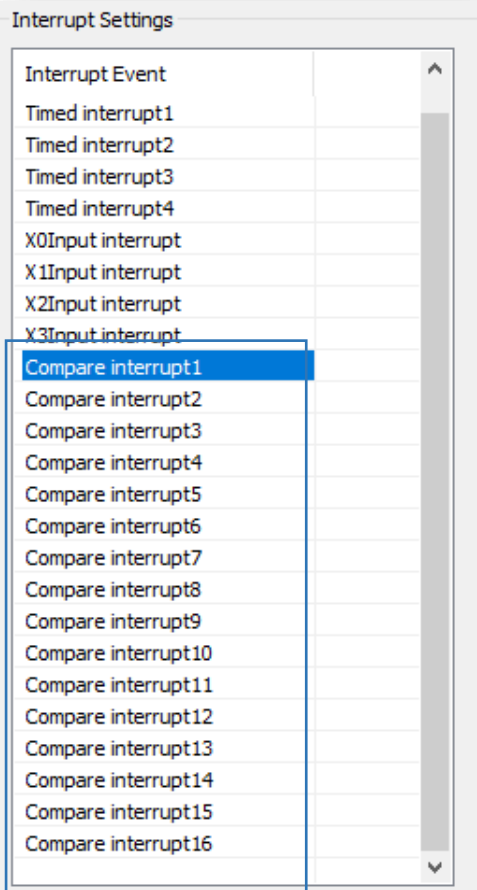 Interrupt Settings
Interrupt Event
Timed interrupt1
Timed interrupt2
Timed interrupt3
Timed interrupt4
X0Input interrupt
X1Input interrupt
X2Input interrupt
X3Input interrupt
Compare interrupt1
Compare interrupt2
Compare interrupt3
Compare interrupt4
Compare interrupt5
Compare interrupt6
Compare interrupt7
Compare interrupt8
Compare interrupt9
Compare interrupt10
Compare interrupt11
Compare interrupt12
Compare interrupt13
Compare interrupt14
Compare interrupt15
Compare interrupt16